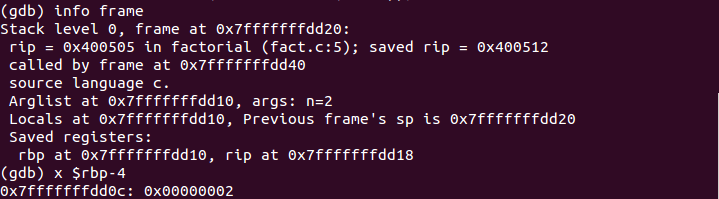 (gdb) info frame
Stack level 0, frame at 0x7fffffffdd20:
 rip = 0x400505 in factorial (fact.c:5); saved rip = 0x400512
 called by frame at 0x7fffffffdd40
 source language c.
 Arglist at 0x7fffffffdd10, args: n=2
 Locals at 0x7fffffffdd10, Previous frame's sp is 0x7fffffffdd20
 Saved registers:
  rbp at 0x7fffffffdd10, rip at 0x7fffffffdd18
(gdb) x $rbp-4
0x7fffffffdd0c: 0x00000002